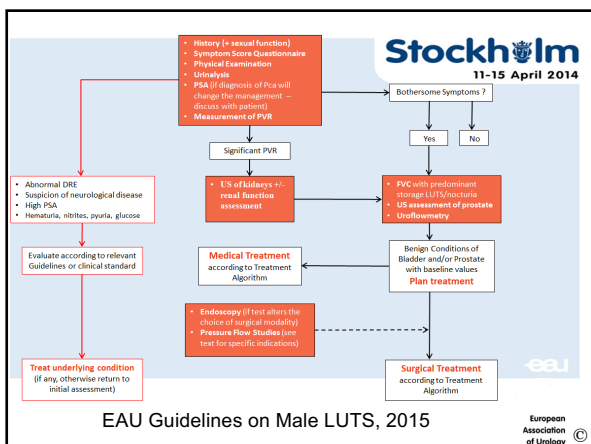 Stockholm
11-15 April 2014
• History (+ sexual function)
• Symptom Score Questionnaire
• Physical Examination
• Urinalysis
• PSA (if diagnosis of Pca will
change the management –
discuss with patient)
• Measurement of PVR
Bothersome Symptoms ?
Significant PVR
Yes
No
• Abnormal DRE
• Suspicion of neurological disease
• High PSA
• Hematuria, nitrites, pyuria, glucose
• US of kidneys +/-
renal function
assessment
• FVC with predominant
storage LUTS/nocturia
• US assessment of prostate
• Uroflowmetry
Evaluate according to relevant
Guidelines or clinical standard
Medical Treatment
according to Treatment
Algorithm
Benign Conditions of
Bladder and/or Prostate
with baseline values
Plan treatment
• Endoscopy (if test alters the
choice of surgical modality)
• Pressure Flow Studies (see
text for specific indications)
Treat underlying condition
(if any, otherwise return to
initial assessment)
Surgical Treatment
according to Treatment
Algorithm
eau
EAU Guidelines on Male LUTS, 2015
European
Association
of Urology ©